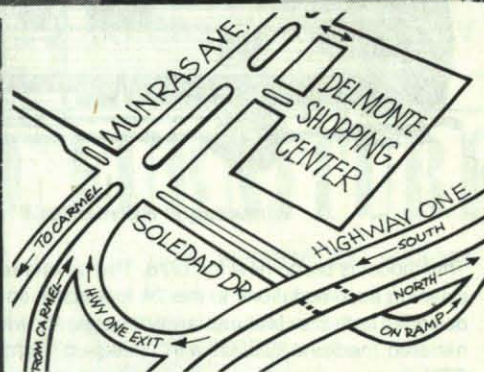 MUNRAS AVE.
DELMONTE
SHOPPING
CENTER
TO CARMEL
SOLEDAD DR.
HIGHWAY ONE
SOUTH
NORTH
ON RAMP
HWY ONE EXIT
FROM CARMEL